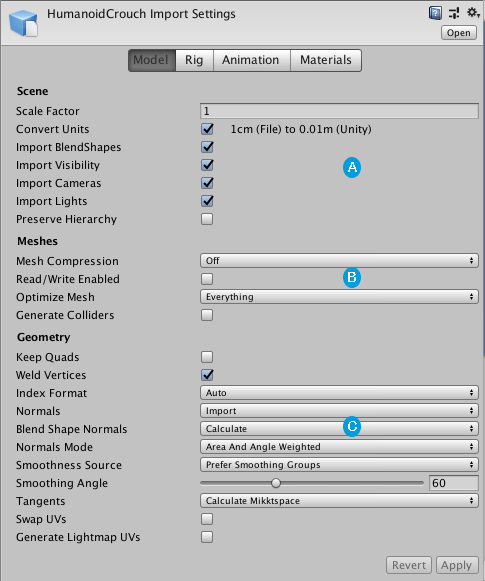 HumanoidCrouch Import Settings
Open
Model Rig Animation Materials
Scene
Scale Factor 1
Convert Units 1cm (File) to 0.01m (Unity)
Import BlendShapes
Import Visibility
A
Import Cameras
Import Lights
Preserve Hierarchy
Meshes
Mesh Compression Off
Read/Write Enabled
B
Optimize Mesh Everything
Generate Colliders
Geometry
Keep Quads
Weld Vertices
Index Format Auto
Normals Import
Blend Shape Normals Calculate
C
Normals Mode Area And Angle Weighted
Smoothness Source Prefer Smoothing Groups
Smoothing Angle 60
Tangents Calculate Mikktspace
Swap UVs
Generate Lightmap UVs
Revert Apply